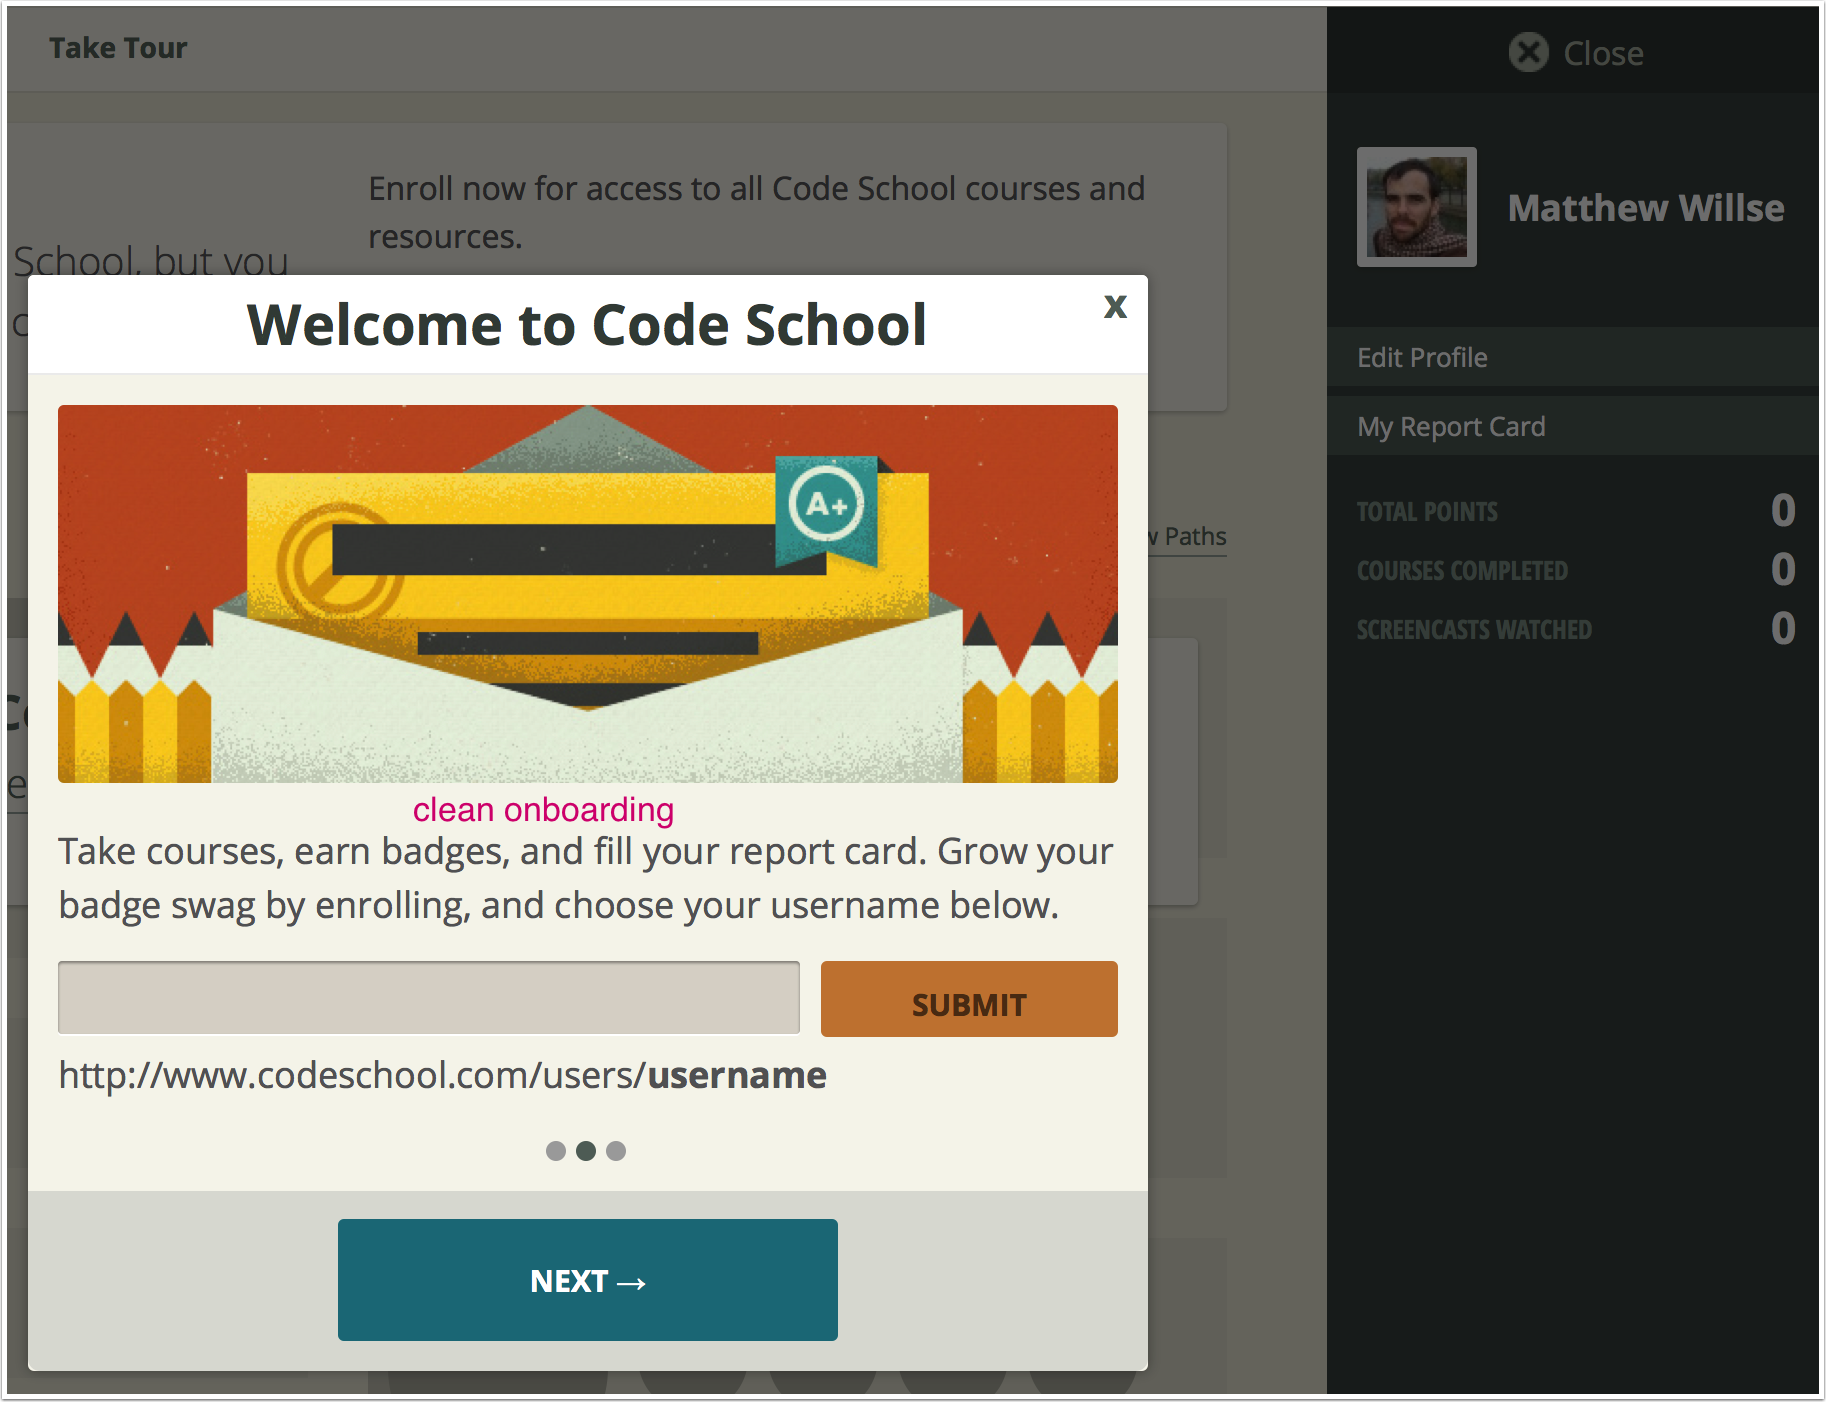 Take Tour
Close
Enroll now for access to all Code School courses and
resources.
School, but you
Matthew Willse
Welcome to Code School
x
Edit Profile
My Report Card
A+
TOTAL POINTS 0
Paths
COURSES COMPLETED 0
SCREENCASTS WATCHED 0
clean onboarding
Take courses, earn badges, and fill your report card. Grow your
badge swag by enrolling, and choose your username below.
SUBMIT
http://www.codeschool.com/users/username
NEXT →